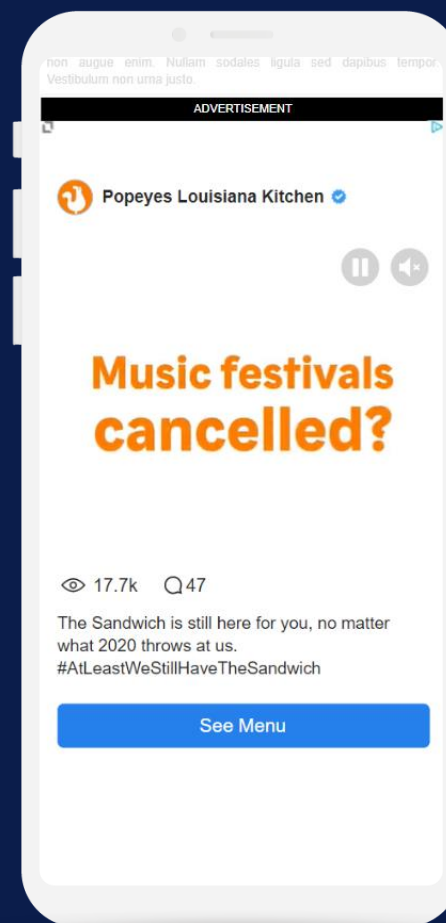 non augue enim. Nullam sodales ligula sed dapibus tempor.
Vestibulum non urna justo.
ADVERTISEMENT
Popeyes Louisiana Kitchen
Music festivals
cancelled?
17.7k 47
The Sandwich is still here for you, no matter
what 2020 throws at us.
#AtLeastWeStillHaveTheSandwich
See Menu